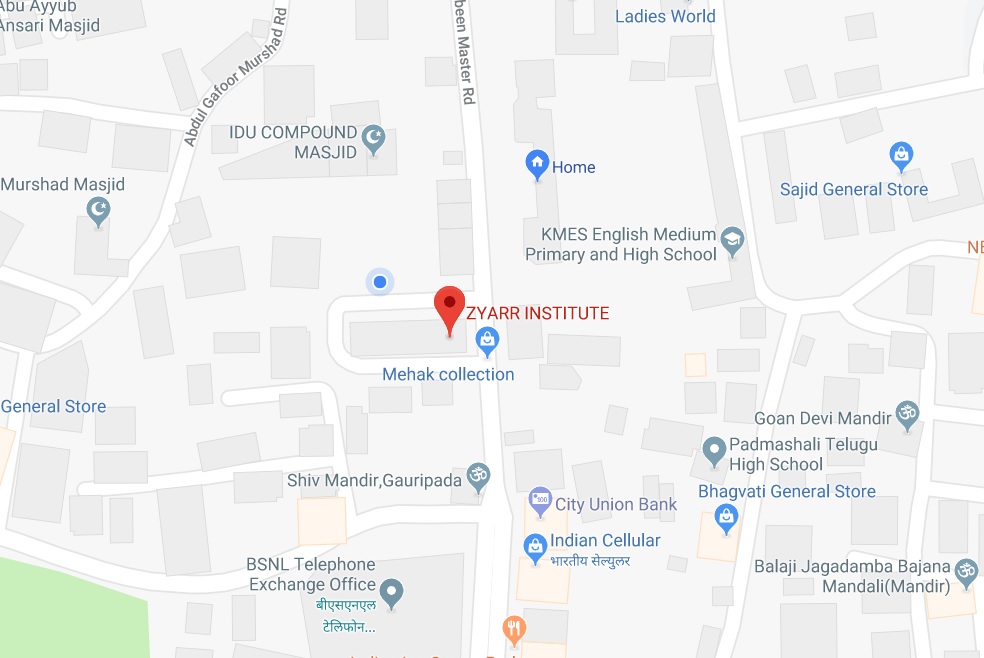 Abu Ayyub
Ansari Masjid
Ladies World
been Master Rd
Abdul Gafoor Murshad Rd
IDU COMPOUND
MASJID
Home
Sajid General Store
Murshad Masjid
KMES English Medium
Primary and High School
NE
ZYARR INSTITUTE
Mehak collection
General Store
Goan Devi Mandir
Padmashali Telugu
High School
Shiv Mandir,Gauripada
Bhagvati General Store
City Union Bank
Indian Cellular
भारतीय सेल्युलर
BSNL Telephone
Exchange Office
बीएसएनएल
टेलिफोन...
Balaji Jagadamba Bajana
Mandali(Mandir)